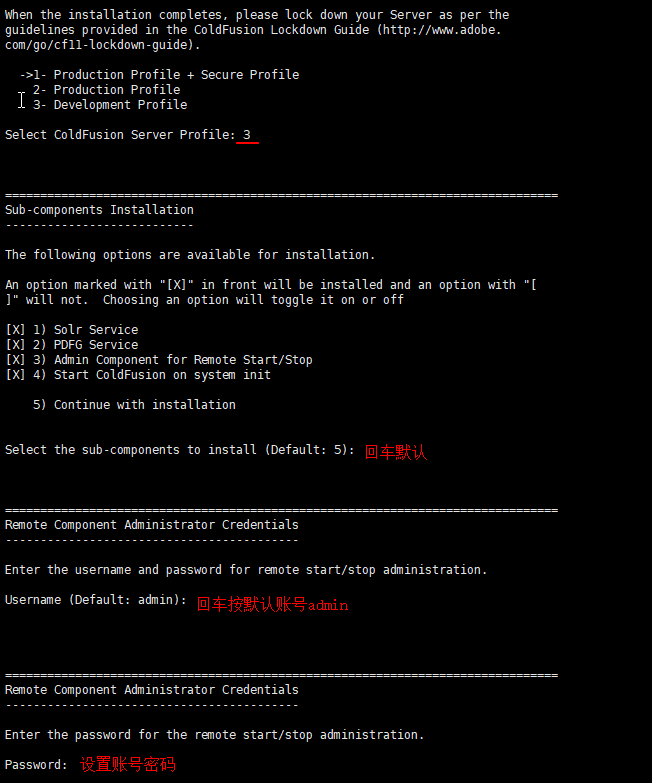 When the installation completes, please lock down your Server as per the
guidelines provided in the ColdFusion Lockdown Guide (http://www.adobe.
com/go/cf11-lockdown-guide).
->1- Production Profile + Secure Profile
2- Production Profile
3- Development Profile
Select ColdFusion Server Profile: 3
===============================================================================
Sub-components Installation
---------------------------
The following options are available for installation.
An option marked with "[X]" in front will be installed and an option with "[
]" will not.  Choosing an option will toggle it on or off
[X] 1) Solr Service
[X] 2) PDFG Service
[X] 3) Admin Component for Remote Start/Stop
[X] 4) Start ColdFusion on system init
5) Continue with installation
Select the sub-components to install (Default: 5): 回车默认
===============================================================================
Remote Component Administrator Credentials
------------------------------------------
Enter the username and password for remote start/stop administration.
Username (Default: admin): 回车按默认账号admin
===============================================================================
Remote Component Administrator Credentials
------------------------------------------
Enter the password for the remote start/stop administration.
Password: 设置账号密码